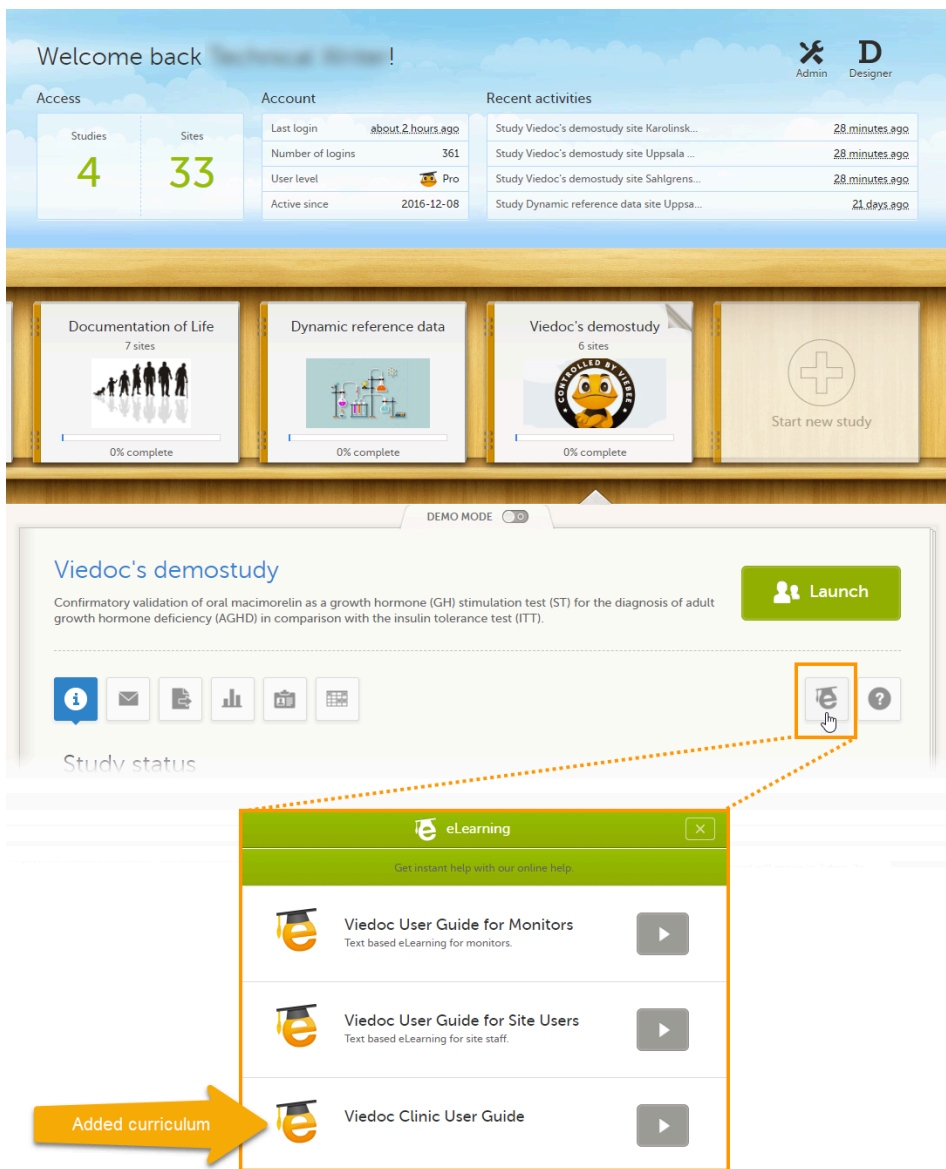 Welcome back !
Admin
Designer
Access
Studies
4
Sites
33
Account
Last login about 2 hours ago
Number of logins 361
User level Pro
Active since 2016-12-08
Recent activities
Study Viedoc's demostudy site Karolinsk... 28 minutes ago
Study Viedoc's demostudy site Uppsala ... 28 minutes ago
Study Viedoc's demostudy site Sahlgrens... 28 minutes ago
Study Dynamic reference data site Uppsa... 21 days ago
Documentation of Life
7 sites
0% complete
Dynamic reference data
0% complete
Viedoc's demostudy
6 sites
CONTROLLED BY VIEBEE
0% complete
Start new study
DEMO MODE
Viedoc's demostudy
Confirmatory validation of oral macimorelin as a growth hormone (GH) stimulation test (ST) for the diagnosis of adult
growth hormone deficiency (AGHD) in comparison with the insulin tolerance test (ITT).
Launch
Study status
eLearning
Get instant help with our online help.
Viedoc User Guide for Monitors
Text based eLearning for monitors.
Viedoc User Guide for Site Users
Text based eLearning for site staff.
Added curriculum
Viedoc Clinic User Guide